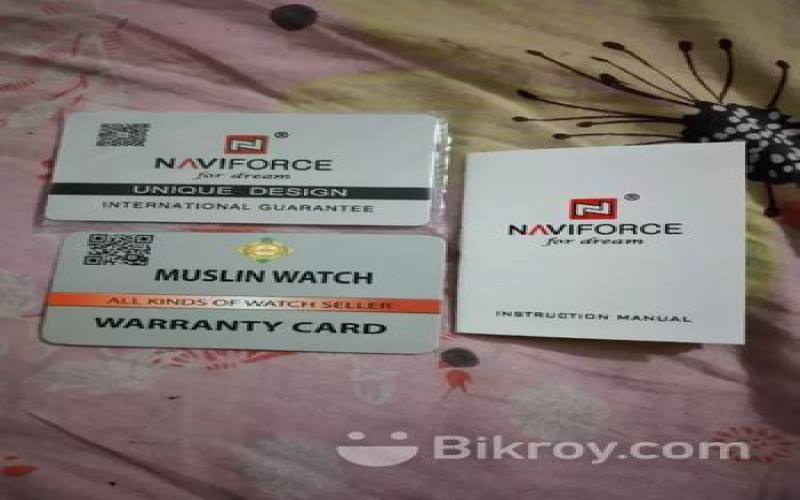 NAVIFORCE ®
for dream
UNIQUE DESIGN
INTERNATIONAL GUARANTEE
MUSLIN WATCH
ALL KINDS OF WATCH SELLER
WARRANTY CARD
NAVIFORCE ®
for dream
INSTRUCTION MANUAL
Bikroy.com